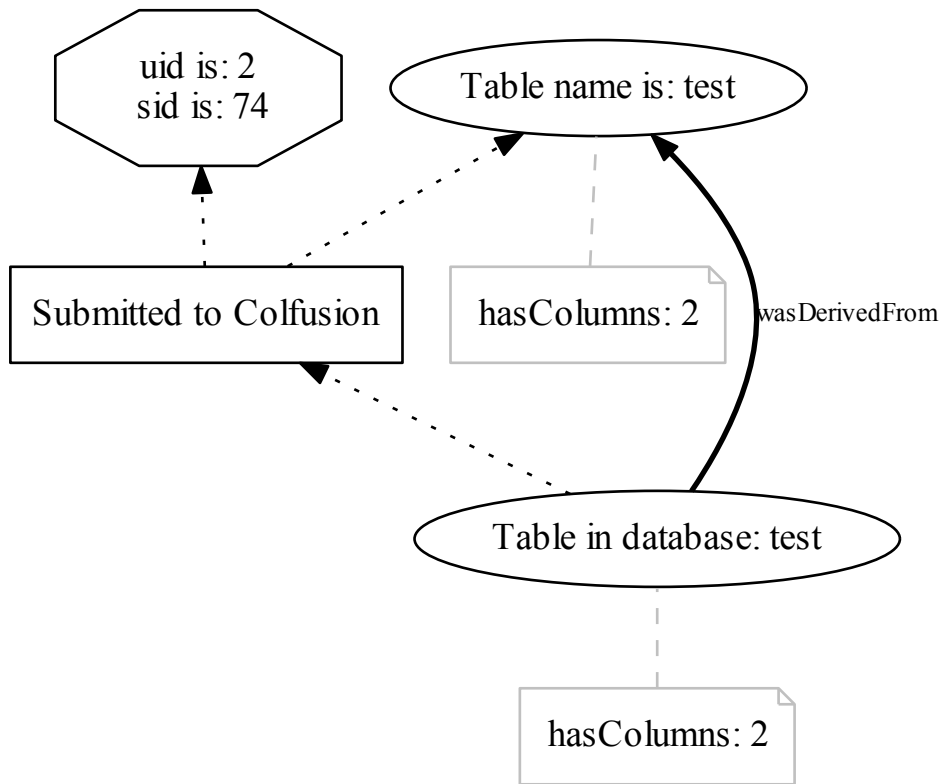 uid is: 2
sid is: 74
Table name is: test
Submitted to Colfusion
hasColumns: 2
wasDerivedFrom
Table in database: test
hasColumns: 2